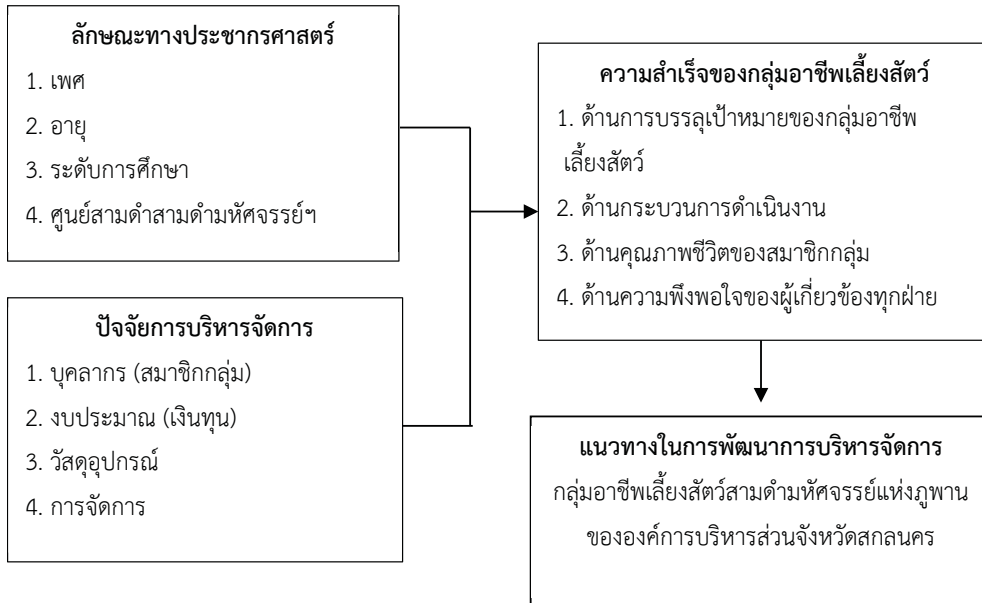 ลักษณะทางประชากรศาสตร์
1. เพศ
2. อายุ
3. ระดับการศึกษา
4. ศูนย์สามดำสามดำมหัศจรรย์ฯ
ปัจจัยการบริหารจัดการ
1. บุคลากร (สมาชิกกลุ่ม)
2. งบประมาณ (เงินทุน)
3. วัสดุอุปกรณ์
4. การจัดการ
ความสำเร็จของกลุ่มอาชีพเลี้ยงสัตว์
1. ด้านการบรรลุเป้าหมายของกลุ่มอาชีพ
เลี้ยงสัตว์
2. ด้านกระบวนการดำเนินงาน
3. ด้านคุณภาพชีวิตของสมาชิกกลุ่ม
4. ด้านความพึงพอใจของผู้เกี่ยวข้องทุกฝ่าย
แนวทางในการพัฒนาการบริหารจัดการ
กลุ่มอาชีพเลี้ยงสัตว์สามดำมหัศจรรย์แห่งภูพาน
ขององค์การบริหารส่วนจังหวัดสกลนคร